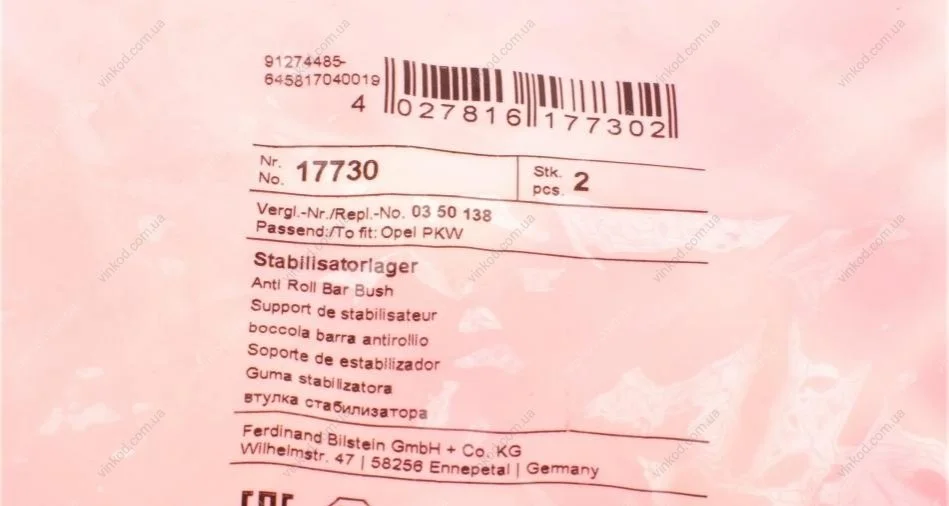 91274485-
645817040019
4 027816 177302
Nr. No. 17730 Stk. pcs. 2
Vergl.-Nr./Repl.-No. 03 50 138
Passend:/To fit: Opel PKW
Stabilisatorlager
Anti Roll Bar Bush
Support de stabilisateur
boccola barra antirollio
Soporte de estabilizador
Guma stabilizatora
втулка стабилизатора
Ferdinand Bilstein GmbH + Co. KG
Wilhelmstr. 47 | 58256 Ennepetal | Germany
vinkod.com.ua